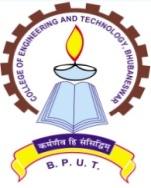 COLLEGE OF ENGINEERING AND TECHNOLOGY, BHUBANESWAR
कर्मणैव हि संसिद्धिम्
B. P. U. T.